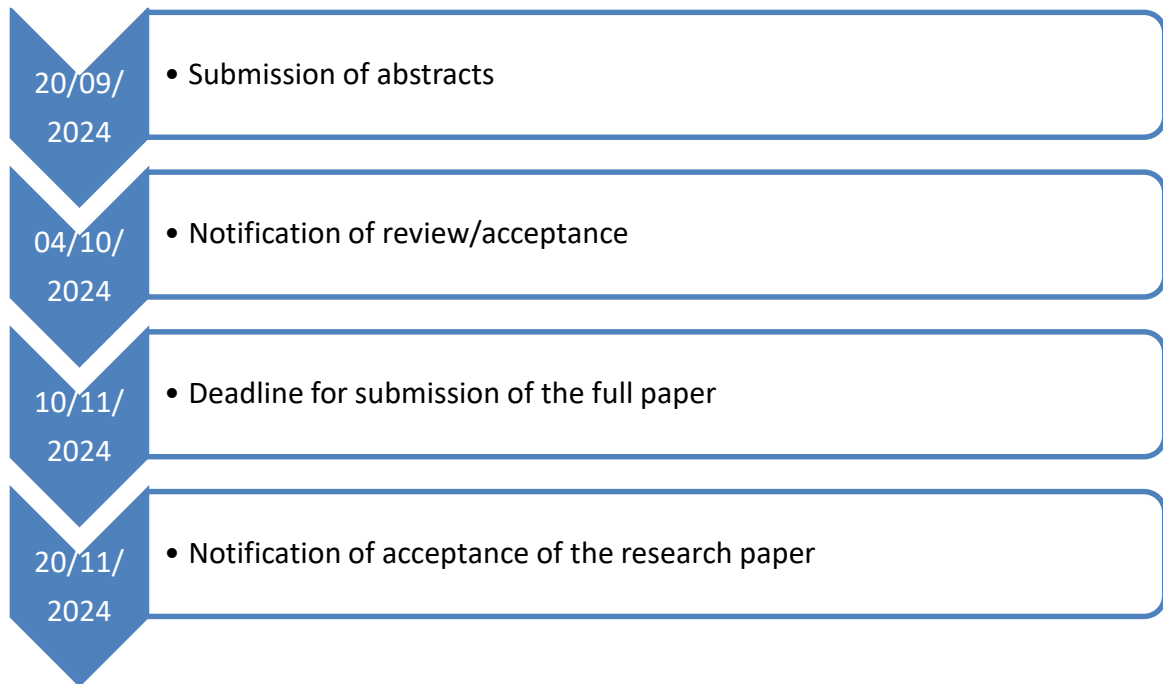 20/09/
2024
• Submission of abstracts
04/10/
2024
• Notification of review/acceptance
10/11/
2024
• Deadline for submission of the full paper
20/11/
2024
• Notification of acceptance of the research paper